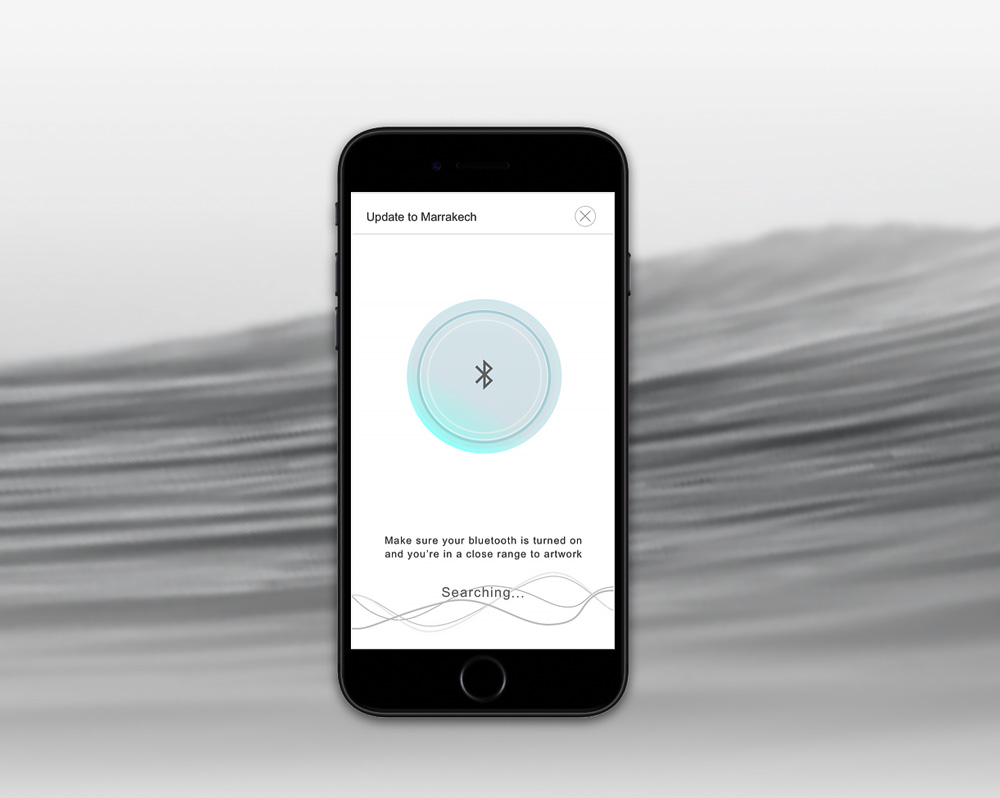 Update to Marrakech
Make sure your bluetooth is turned on
and you're in a close range to artwork
Searching...